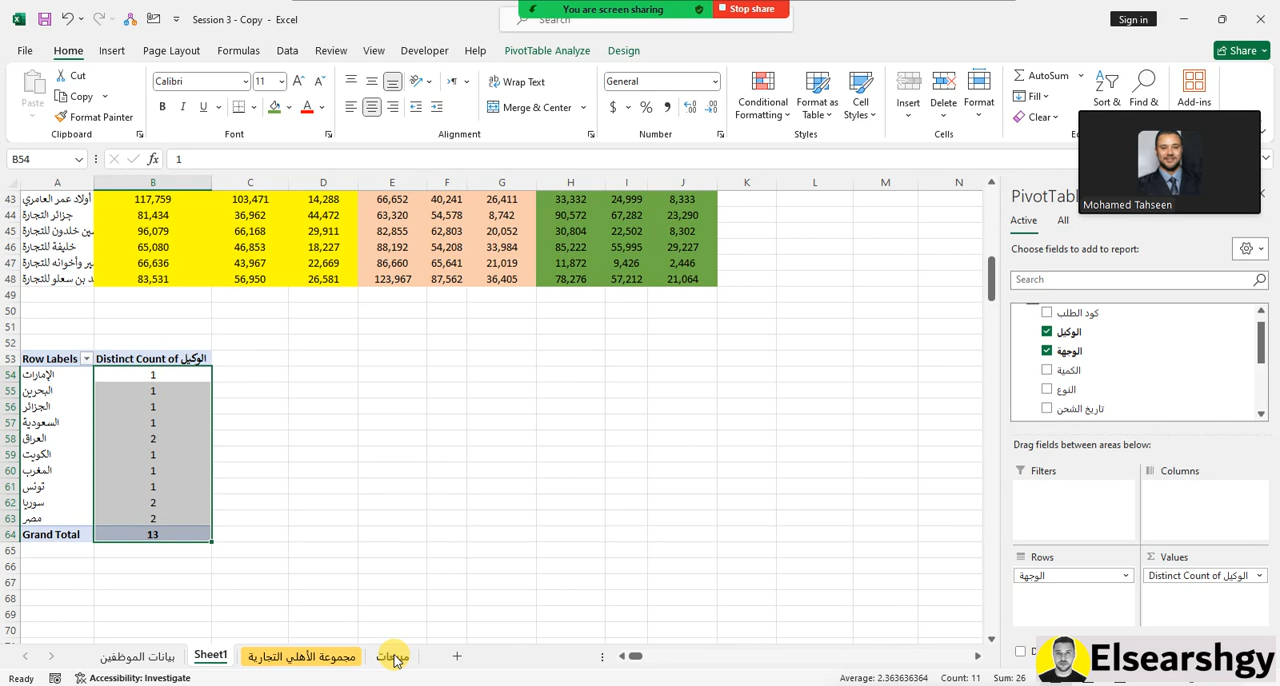 You are screen sharing
Stop share
Session 3 - Copy - Excel
Search
Sign in
File Home Insert Page Layout Formulas Data Review View Developer Help PivotTable Analyze Design
Share
Paste
Cut
Copy
Format Painter
Clipboard
Calibri 11
Font
Wrap Text
Merge & Center
Alignment
General
Number
Conditional Formatting
Format as Table
Cell Styles
Styles
Insert Delete Format
Cells
AutoSum
Fill
Clear
Sort &
Find &
Add-ins
Mohamed Tahseen
B54
fx 1
A B C D E F G H I J K L M N
43 أولاد عمر العامري 117,759 103,471 14,288 66,652 40,241 26,411 33,332 24,999 8,333
44 جزائر التجارة 81,434 36,962 44,472 63,320 54,578 8,742 90,572 67,282 23,290
45 خلدون للتجارة 96,079 66,168 29,911 82,855 62,803 20,052 30,804 22,502 8,302
46 خليفة للتجارة 65,080 46,853 18,227 88,192 54,208 33,984 85,222 55,995 29,227
47 وأخوانه للتجارة 66,636 43,967 22,669 86,660 65,641 21,019 11,872 9,426 2,446
48 بن سعلو للتجارة 83,531 56,950 26,581 123,967 87,562 36,405 78,276 57,212 21,064
49
50
51
52
53 Row Labels Distinct Count of الوكيل
54 الإمارات 1
55 البحرين 1
56 الجزائر 1
57 السعودية 1
58 العراق 2
59 الكويت 1
60 المغرب 1
61 تونس 1
62 سوريا 2
63 مصر 2
64 Grand Total 13
65
66
67
68
69
70
PivotTable
Active All
Choose fields to add to report:
Search
كود الطلب
الوكيل
الوجهة
الكمية
النوع
تاريخ الشحن
Drag fields between areas below:
Filters
Columns
Rows
Values
الوجهة
Distinct Count of الوكيل
بيانات الموظفين Sheet1 مجموعة الأهلي التجارية
Ready
Accessibility: Investigate
Average: 2.363636364 Count: 11 Sum: 26
Elsearshgy